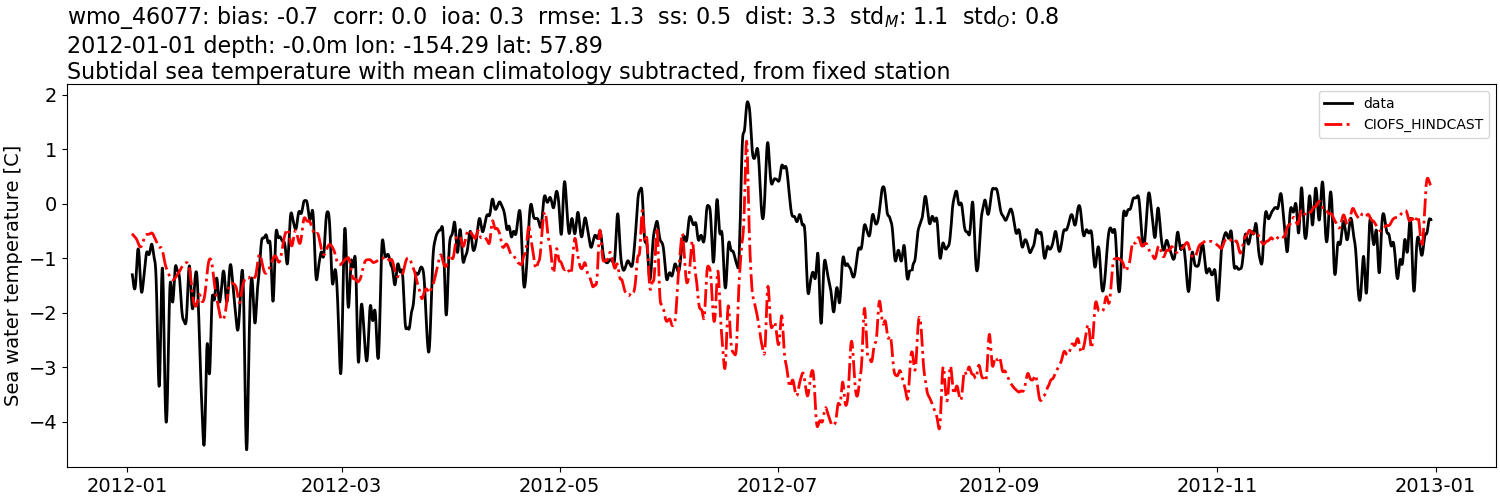 wmo_46077: bias: -0.7  corr: 0.0  ioa: 0.3  rmse: 1.3  ss: 0.5  dist: 3.3  std_M: 1.1  std_O: 0.8
2012-01-01 depth: -0.0m lon: -154.29 lat: 57.89
Subtidal sea temperature with mean climatology subtracted, from fixed station
data
CIOFS_HINDCAST
Sea water temperature [C]
2
1
0
−1
−2
−3
−4
2012-01
2012-03
2012-05
2012-07
2012-09
2012-11
2013-01